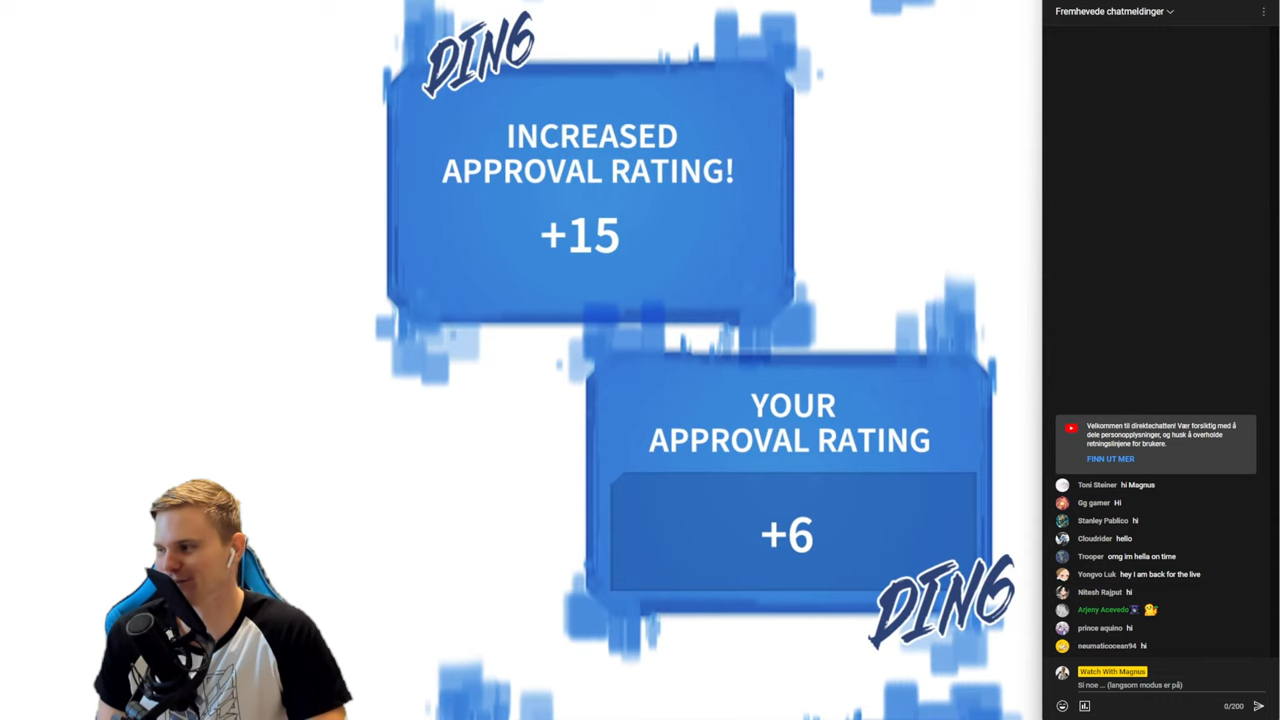 DING
INCREASED
APPROVAL RATING!
+15
YOUR
APPROVAL RATING
+6
DING
Fremhevede chatmeldinger
Velkommen til direktechatten! Vær forsiktig med å
dele personopplysninger, og husk å overholde
retningslinjene for brukere.
FINN UT MER
Toni Steiner hi Magnus
Gg gamer Hi
Stanley Pablico hi
Cloudrider hello
Trooper omg im hella on time
Yongvo Luk hey I am back for the live
Nitesh Rajput hi
Arjeny Acevedo
prince aquino hi
neumaticocean94 hi
Watch With Magnus
Si noe ... (langsom modus er på)
0/200